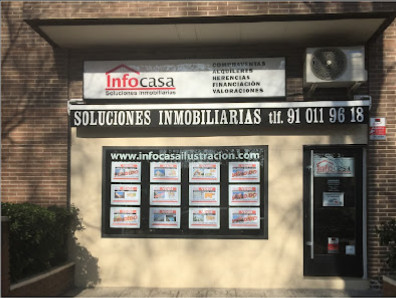 infocasa
Soluciones inmobiliarias
COMPRAVENTAS
ALQUILERES
HERENCIAS
FINANCIACIÓN
VALORACIONES
SOLUCIONES INMOBILIARIAS tlf. 91 011 96 18
www.infocasailustracion.com